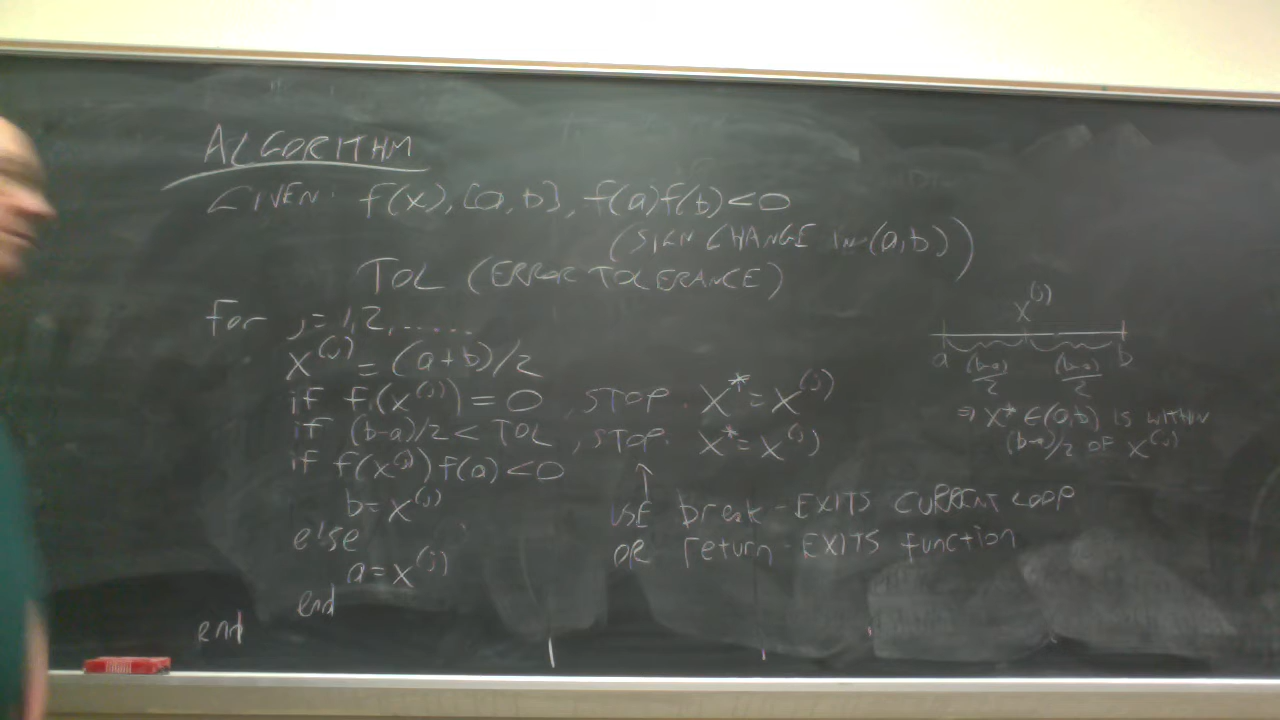 ALGORITHM
GIVEN: f(x), [a,b], f(a)f(b)<0
(SIGN CHANGE IN (a,b))
TOL (ERROR TOLERANCE)
for j=1,2,......
x^(j) = (a+b)/2
if f(x^(j)) = 0, STOP. x*=x^(j)
if (b-a)/2 < TOL, STOP. x*=x^(j)
if f(x^(j))f(a)<0
b=x^(j)
else
a=x^(j)
end
end
USE break-EXITS CURRENT LOOP
OR return-EXITS function
x^(j)
a (b-a)/2 (b-a)/2 b
⇒ x* ∈(a,b) IS WITHIN
(b-a)/2 OF x^(j)